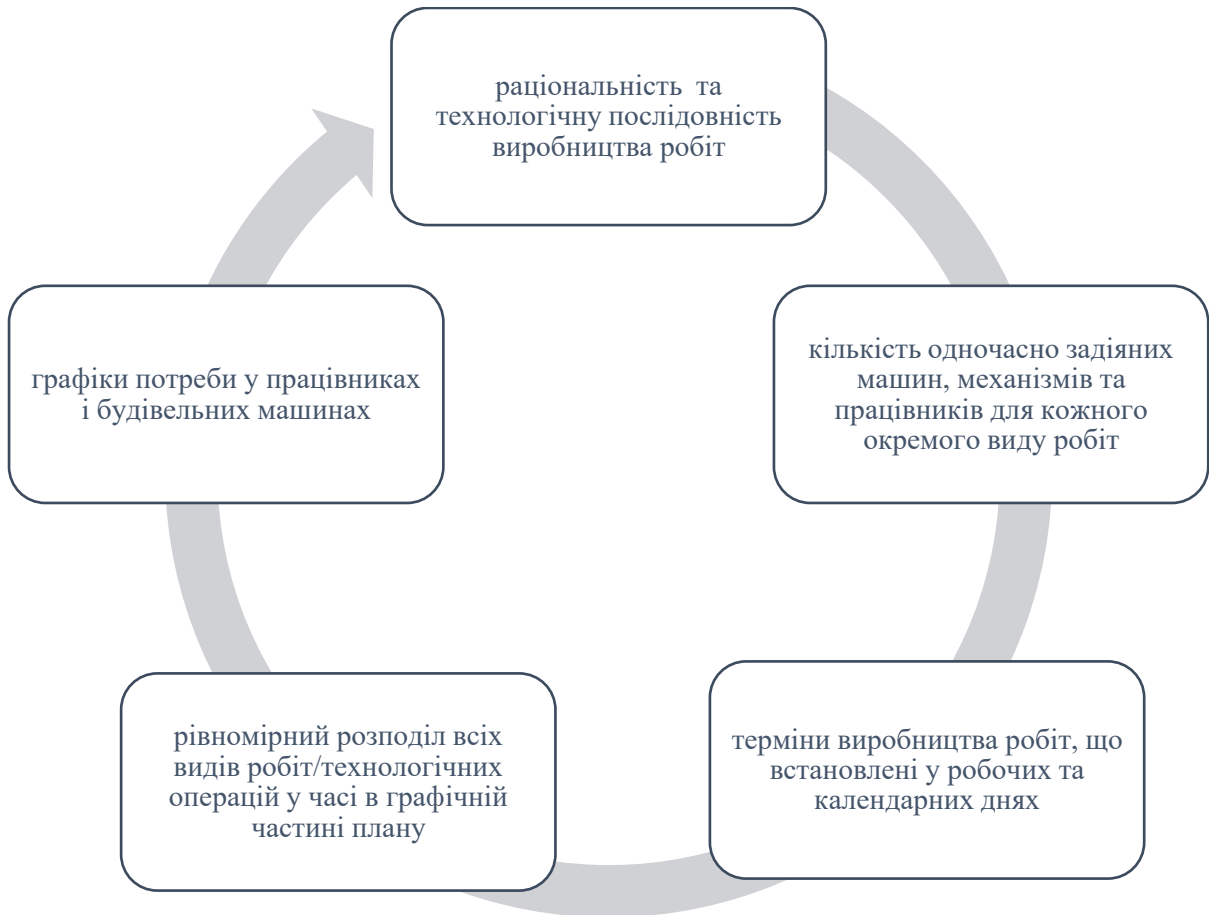 раціональність та
технологічну послідовність
виробництва робіт
кількість одночасно задіяних
машин, механізмів та
працівників для кожного
окремого виду робіт
терміни виробництва робіт, що
встановлені у робочих та
календарних днях
рівномірний розподіл всіх
видів робіт/технологічних
операцій у часі в графічній
частині плану
графіки потреби у працівниках
і будівельних машинах